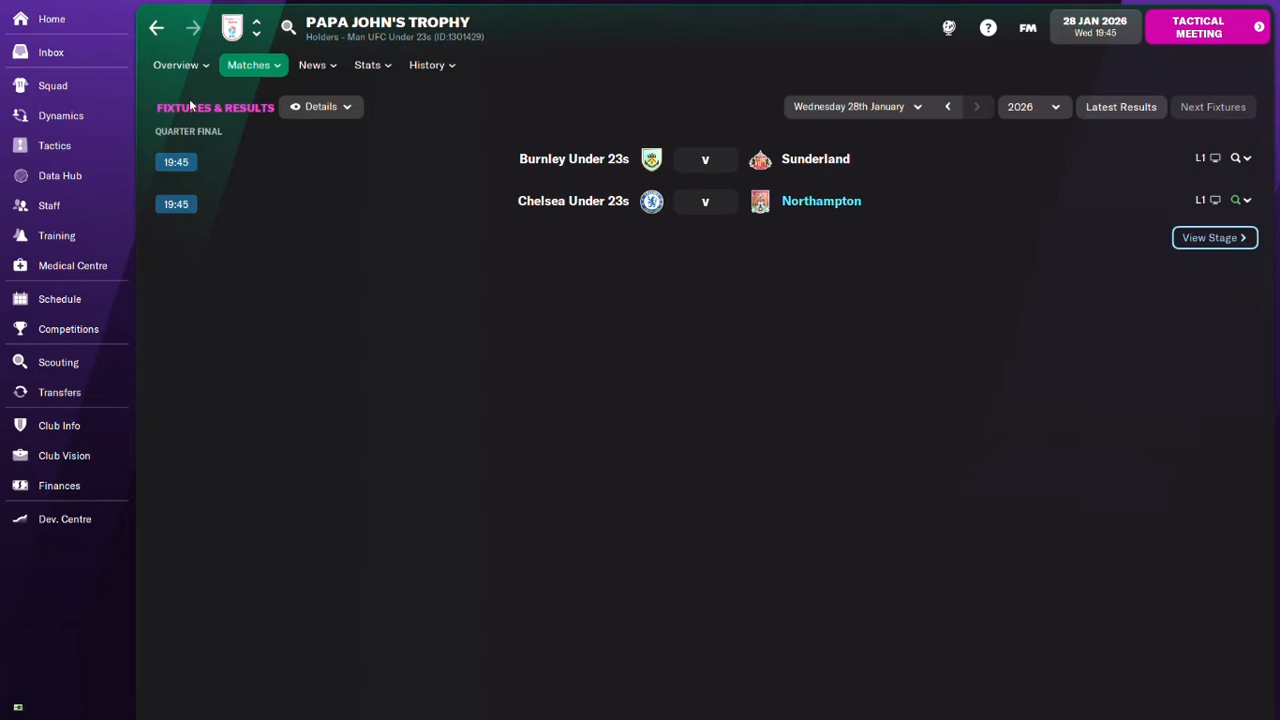 Home
Inbox
Squad
Dynamics
Tactics
Data Hub
Staff
Training
Medical Centre
Schedule
Competitions
Scouting
Transfers
Club Info
Club Vision
Finances
Dev. Centre
PAPA JOHN'S TROPHY
Holders - Man UFC Under 23s (ID:1301429)
FM
28 JAN 2026
Wed 19:45
TACTICAL
MEETING
Overview Matches News Stats History
FIXTURES & RESULTS Details Wednesday 28th January 2026 Latest Results Next Fixtures
QUARTER FINAL
19:45 Burnley Under 23s v Sunderland L1
19:45 Chelsea Under 23s v Northampton L1
View Stage